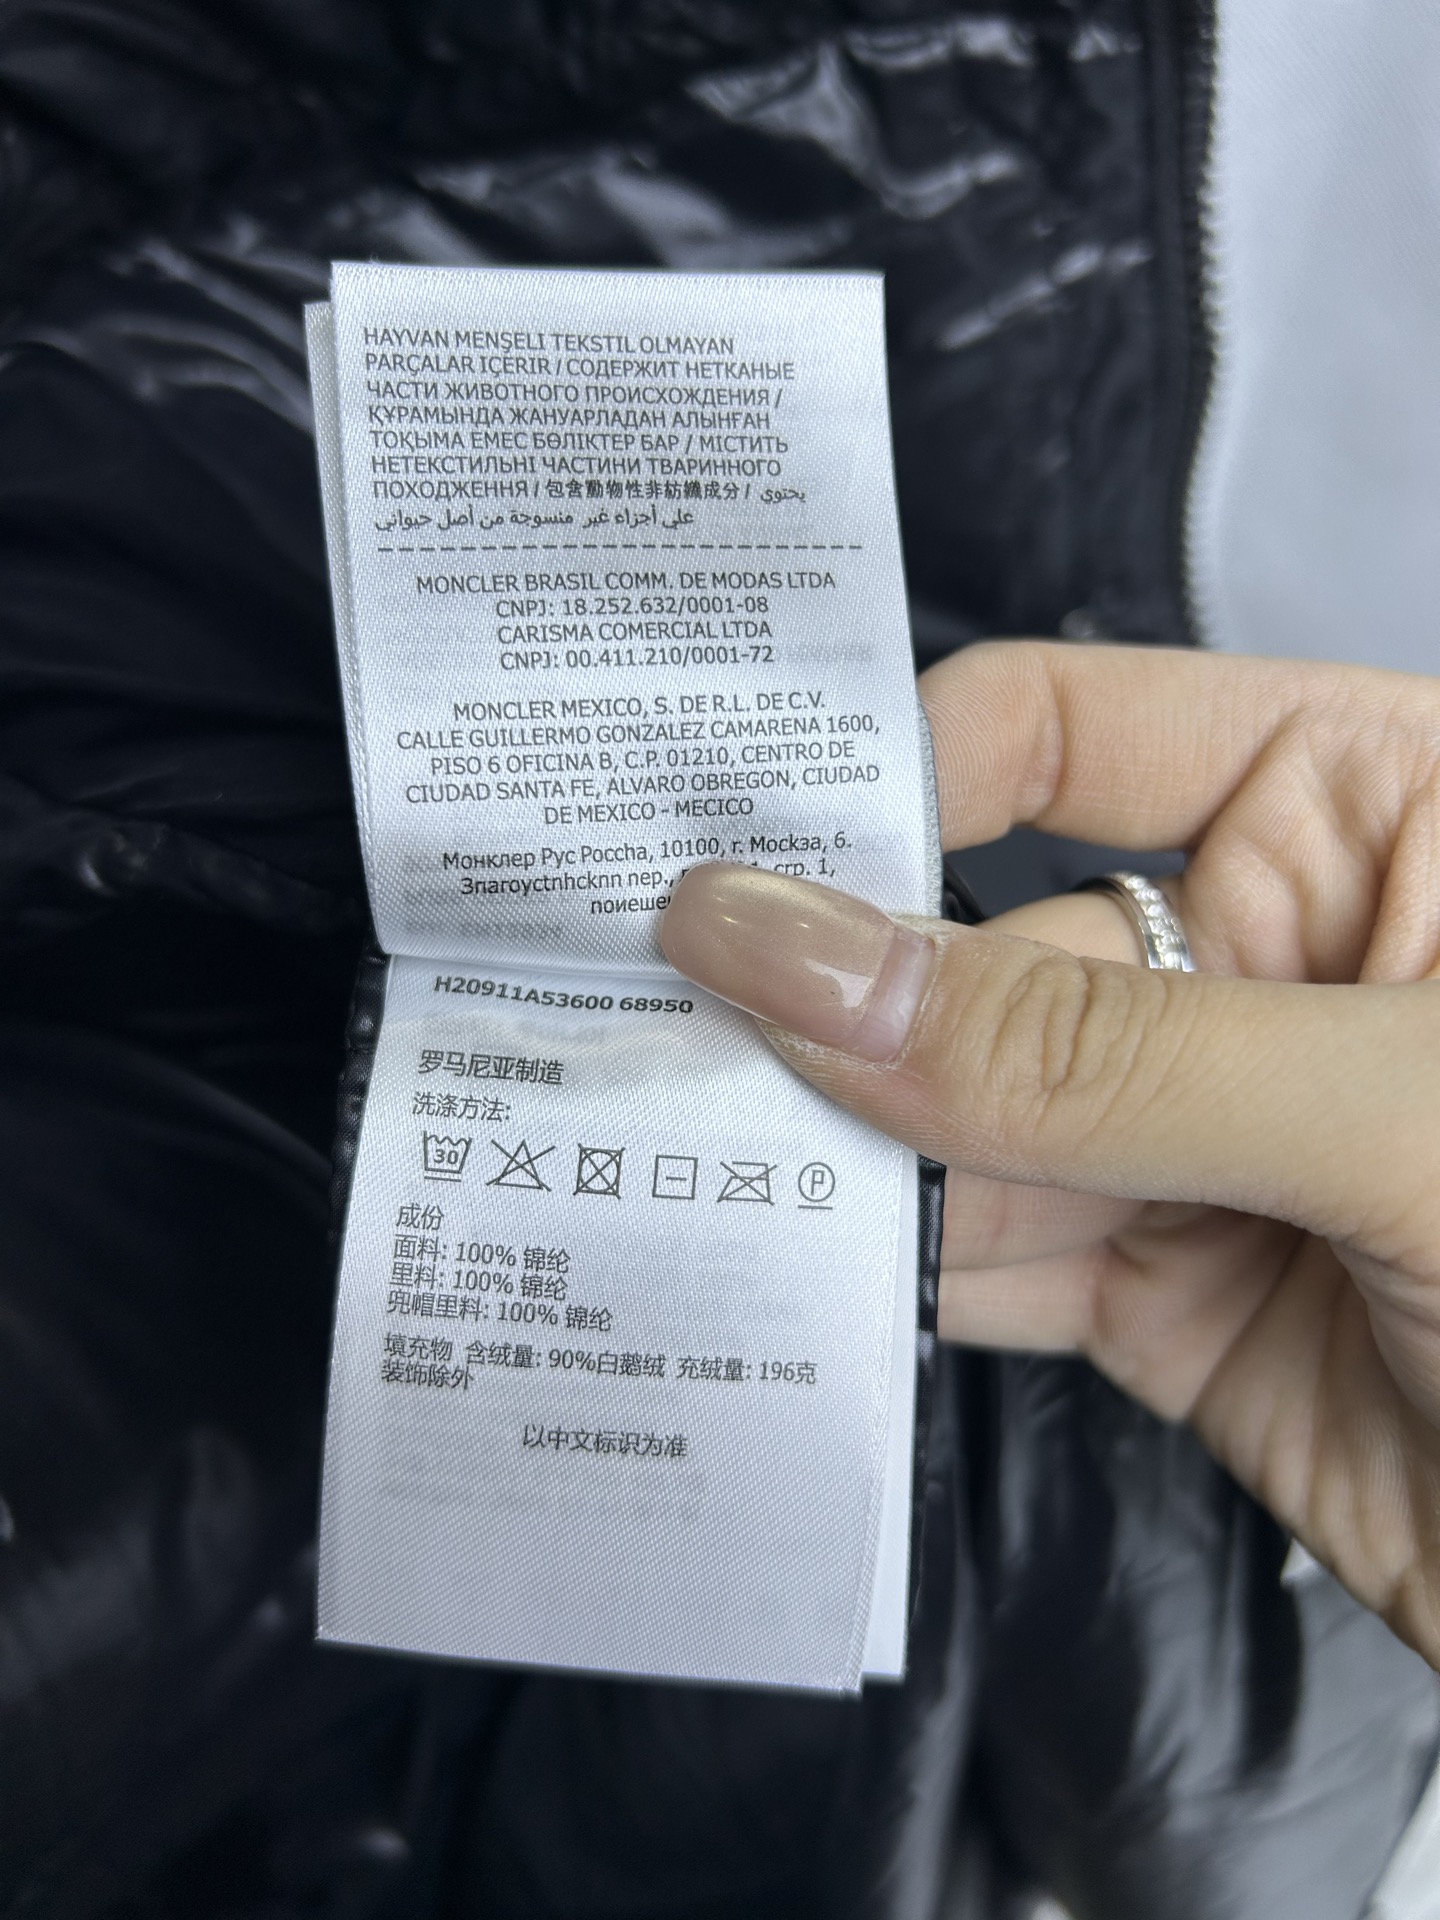 HAYVAN MENŞELİ TEKSTIL OLMAYAN
PARÇALAR IÇERIR / СОДЕРЖИТ НЕТКАНЫЕ
ЧАСТИ ЖИВОТНОГО ПРОИСХОЖДЕНИЯ /
ҚҰРАМЫНДА ЖАНУАРЛАДАН АЛЫНҒАН
ТОҚЫМА ЕМЕС БӨЛІКТЕР БАР / МІСТИТЬ
НЕТЕКСТИЛЬНІ ЧАСТИНИ ТВАРИННОГО
ПОХОДЖЕННЯ / 包含動物性非紡織成分 / يحتوي
على أجزاء غير منسوجة من أصل حيواني
MONCLER BRASIL COMM. DE MODAS LTDA
CNPJ: 18.252.632/0001-08
CARISMA COMERCIAL LTDA
CNPJ: 00.411.210/0001-72
MONCLER MEXICO, S. DE R.L. DE C.V.
CALLE GUILLERMO GONZALEZ CAMARENA 1600,
PISO 6 OFICINA B, C.P. 01210, CENTRO DE
CIUDAD SANTA FE, ALVARO OBREGON, CIUDAD
DE MEXICO - MECICO
Монклер Рус Россha, 10100, г. Москза, 6.
Злагоустnhcknn nep., стр. 1,
H20911A53600 68950
罗马尼亚制造
洗涤方法:
30
P
成份
面料: 100% 锦纶
里料: 100% 锦纶
兜帽里料: 100% 锦纶
填充物 含绒量: 90%白鹅绒 充绒量: 196克
装饰除外
以中文标识为准